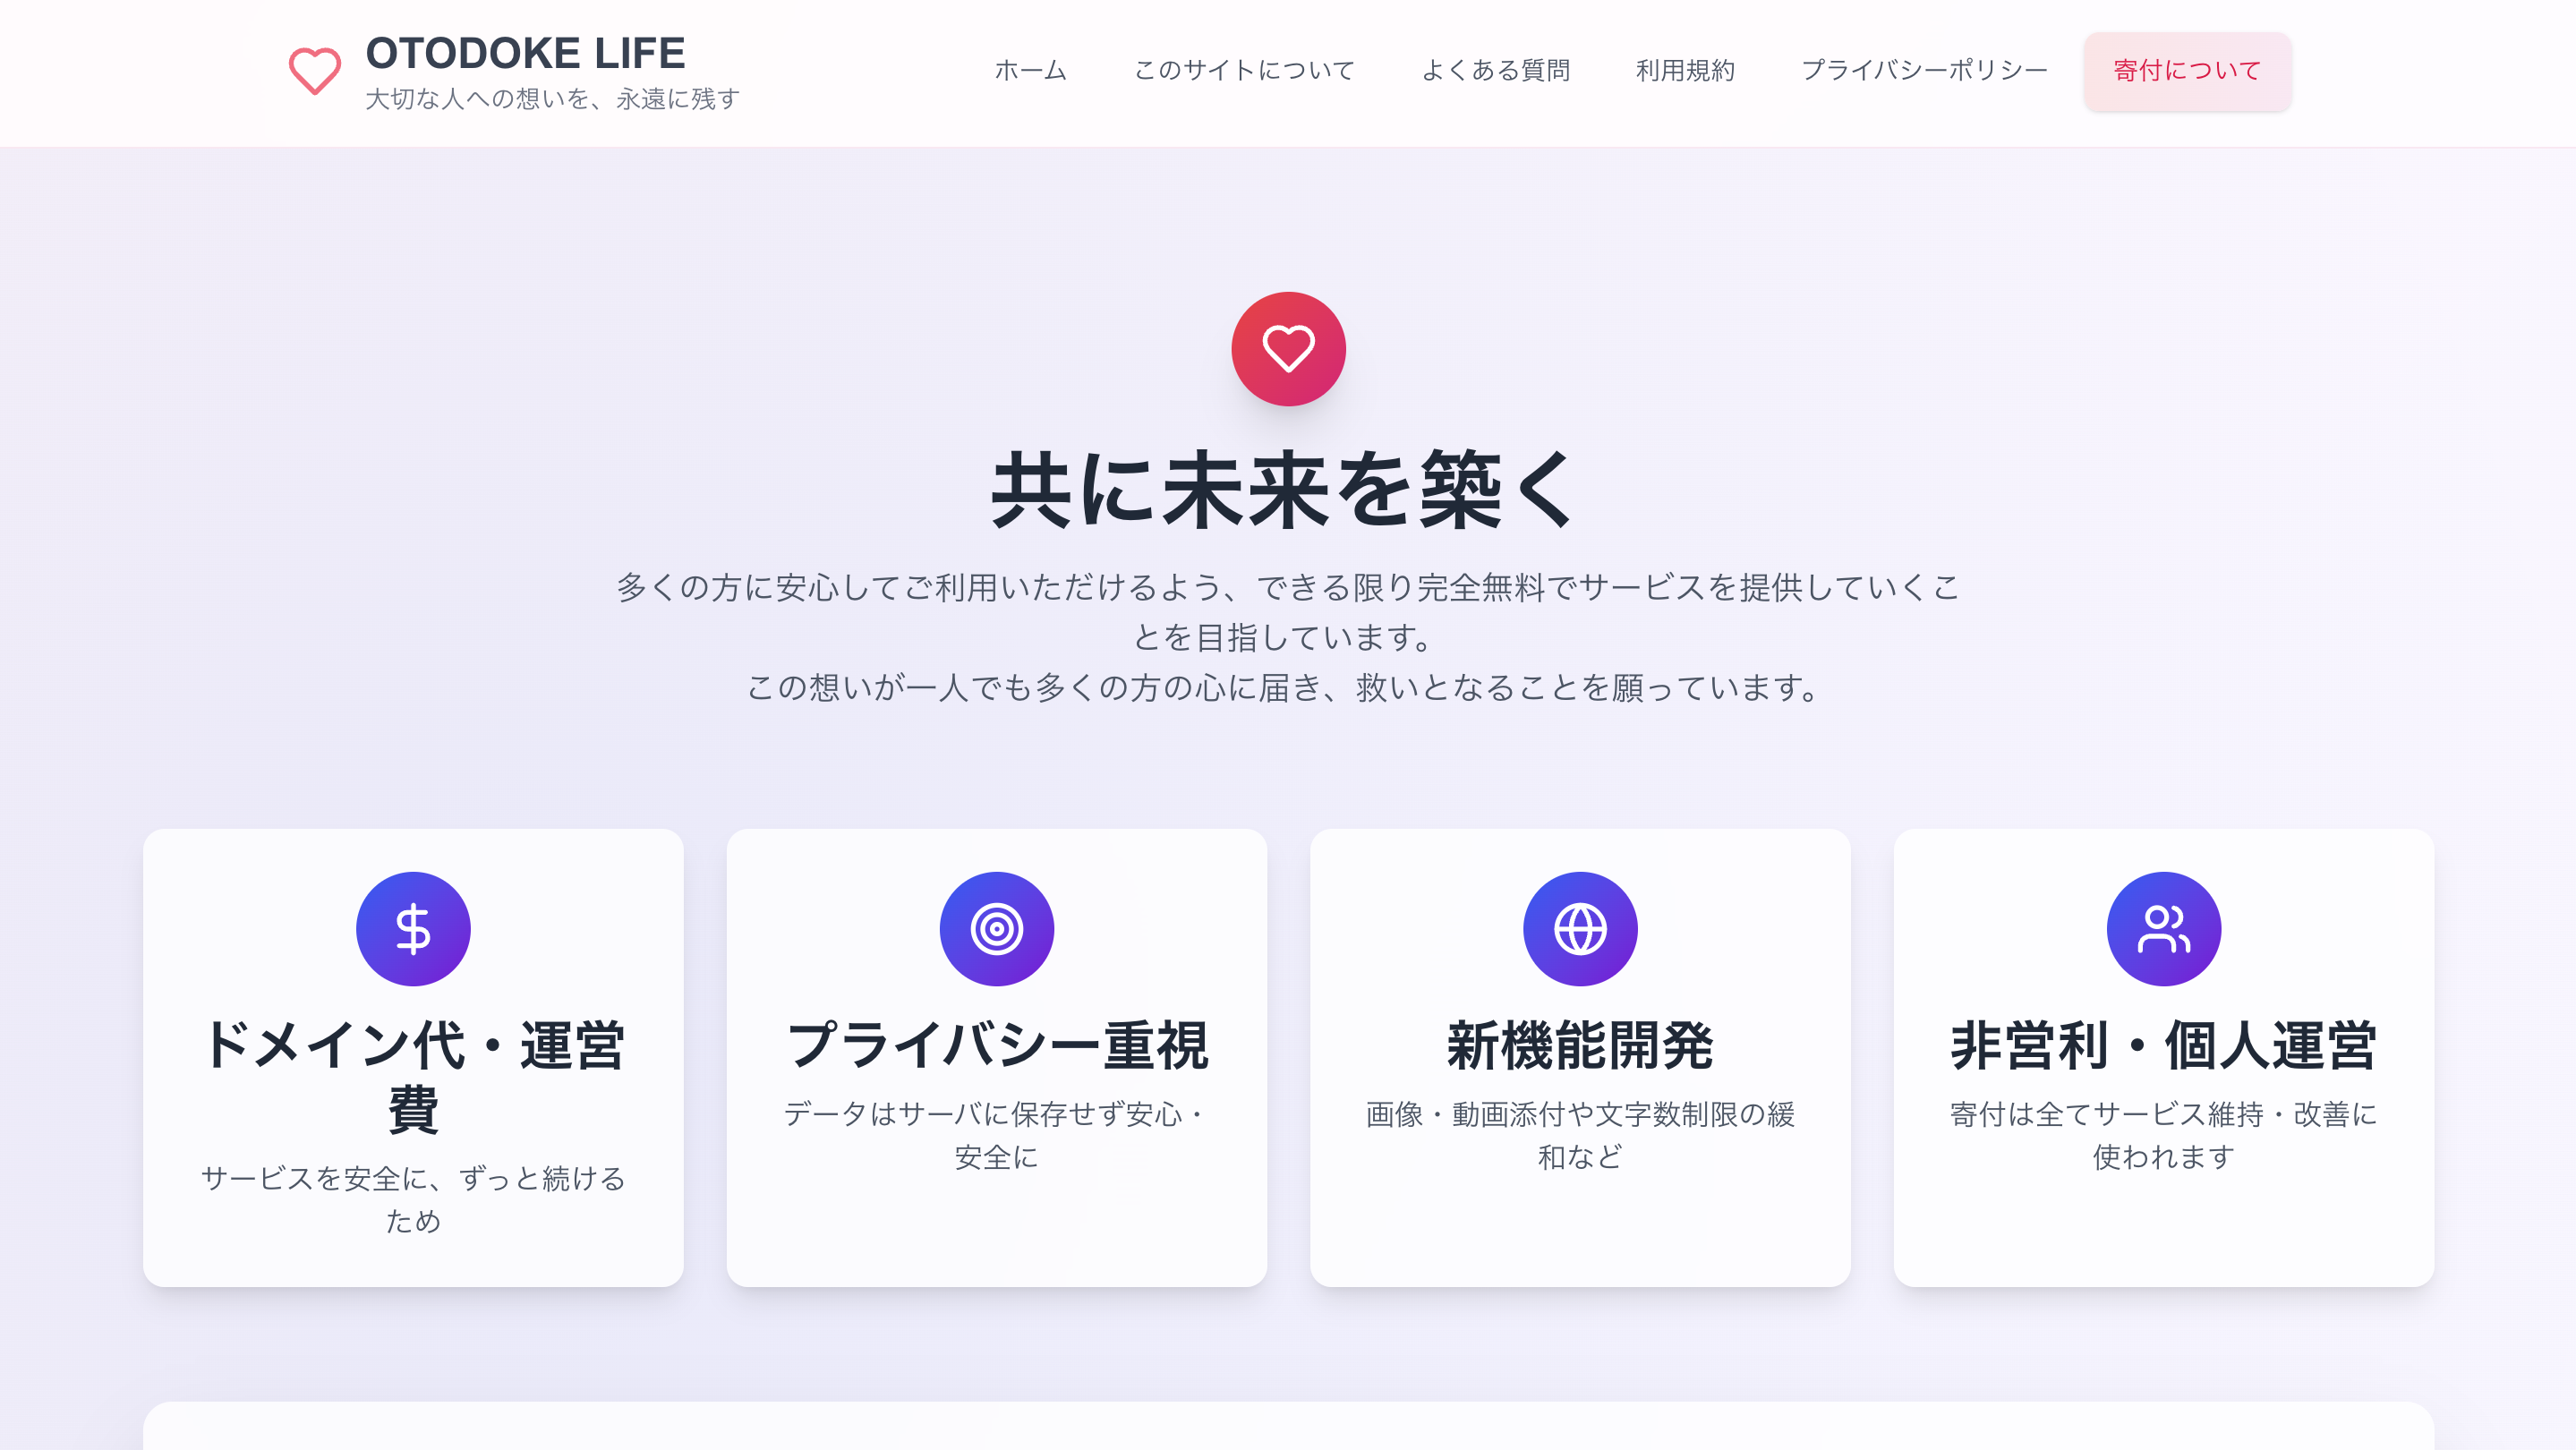 OTODOKE LIFE
大切な人への想いを、永遠に残す
ホーム
このサイトについて
よくある質問
利用規約
プライバシーポリシー
寄付について
共に未来を築く
多くの方に安心してご利用いただけるよう、できる限り完全無料でサービスを提供していくこ
とを目指しています。
この想いが一人でも多くの方の心に届き、救いとなることを願っています。
ドメイン代・運営
費
サービスを安全に、ずっと続ける
ため
プライバシー重視
データはサーバに保存せず安心・
安全に
新機能開発
画像・動画添付や文字数制限の緩
和など
非営利・個人運営
寄付は全てサービス維持・改善に
使われます